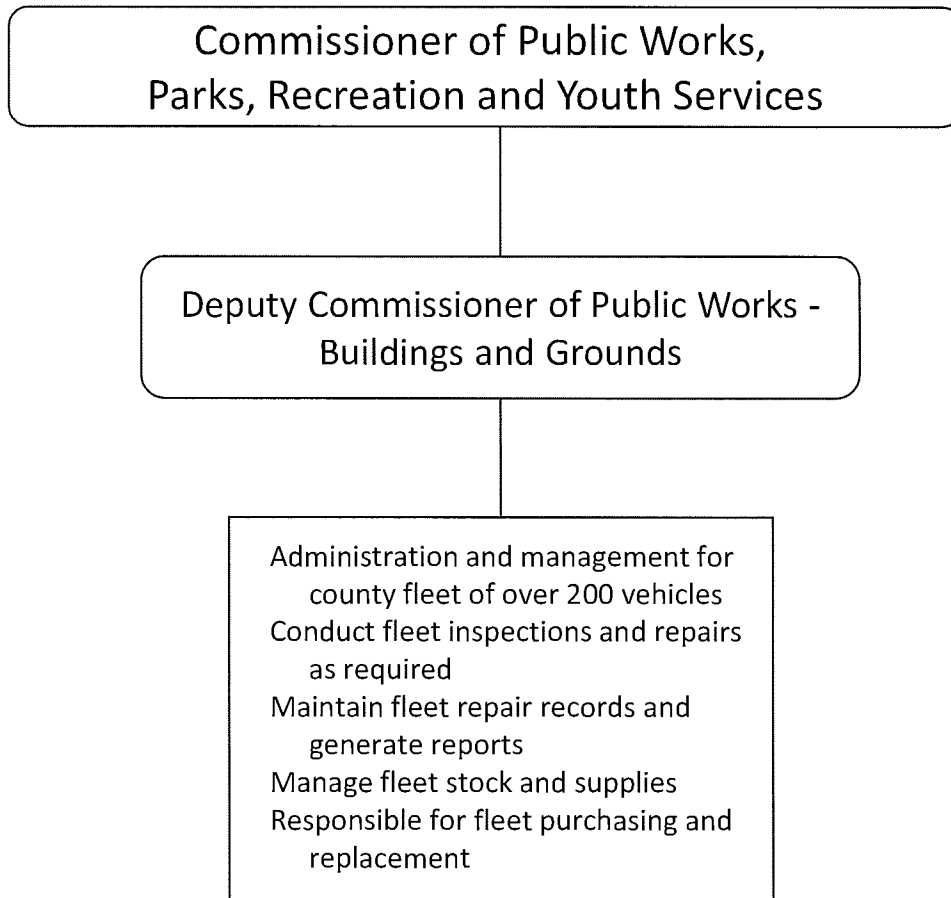 Commissioner of Public Works,
Parks, Recreation and Youth Services
Deputy Commissioner of Public Works -
Buildings and Grounds
Administration and management for
county fleet of over 200 vehicles
Conduct fleet inspections and repairs
as required
Maintain fleet repair records and
generate reports
Manage fleet stock and supplies
Responsible for fleet purchasing and
replacement